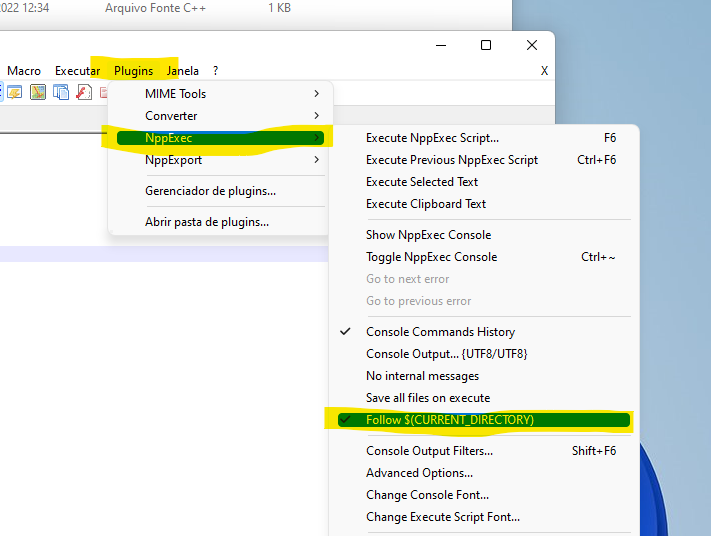 2022 12:34 Arquivo Fonte C++ 1 KB
Macro Executar Plugins Janela ? X
MIME Tools
Converter
NppExec
NppExport
Gerenciador de plugins...
Abrir pasta de plugins...
Execute NppExec Script... F6
Execute Previous NppExec Script Ctrl+F6
Execute Selected Text
Execute Clipboard Text
Show NppExec Console
Toggle NppExec Console Ctrl+~
Go to next error
Go to previous error
Console Commands History
Console Output... {UTF8/UTF8}
No internal messages
Save all files on execute
Follow $(CURRENT_DIRECTORY)
Console Output Filters... Shift+F6
Advanced Options...
Change Console Font...
Change Execute Script Font...